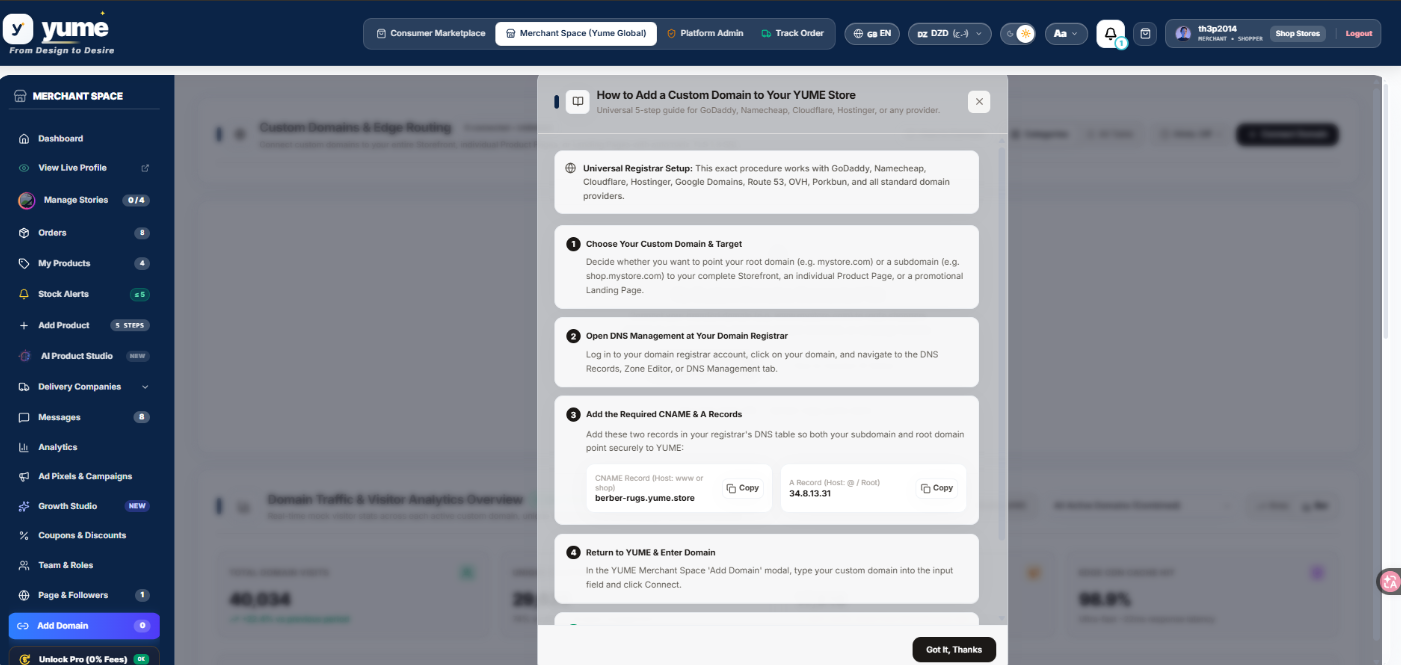 yume
From Design to Desire
Consumer Marketplace
Merchant Space (Yume Global)
Platform Admin
Track Order
GB EN
DZ DZD (د.ج)
Aa
1
th3p2014
MERCHANT • SHOPPER
Shop Stores
Logout
MERCHANT SPACE
Dashboard
View Live Profile
Manage Stories 0/4
Orders 8
My Products 4
Stock Alerts ≤ 5
Add Product 5 STEPS
AI Product Studio NEW
Delivery Companies
Messages 8
Analytics
Ad Pixels & Campaigns
Growth Studio NEW
Coupons & Discounts
Team & Roles
Page & Followers 1
Add Domain 0
Unlock Pro (0% Fees)
How to Add a Custom Domain to Your YUME Store
Universal 5-step guide for GoDaddy, Namecheap, Cloudflare, Hostinger, or any provider.
Universal Registrar Setup: This exact procedure works with GoDaddy, Namecheap,
Cloudflare, Hostinger, Google Domains, Route 53, OVH, Porkbun, and all standard domain
providers.
1 Choose Your Custom Domain & Target
Decide whether you want to point your root domain (e.g. mystore.com) or a subdomain (e.g.
shop.mystore.com) to your complete Storefront, an individual Product Page, or a promotional
Landing Page.
2 Open DNS Management at Your Domain Registrar
Log in to your domain registrar account, click on your domain, and navigate to the DNS
Records, Zone Editor, or DNS Management tab.
3 Add the Required CNAME & A Records
Add these two records in your registrar's DNS table so both your subdomain and root domain
point securely to YUME:
CNAME Record (Host: www or
shop)
berber-rugs.yume.store
Copy
A Record (Host: @ / Root)
34.8.13.31
Copy
4 Return to YUME & Enter Domain
In the YUME Merchant Space 'Add Domain' modal, type your custom domain into the input
field and click Connect.
Got It, Thanks
Custom Domains & Edge Routing
Domain Traffic & Visitor Analytics Overview
40,034
98.9%